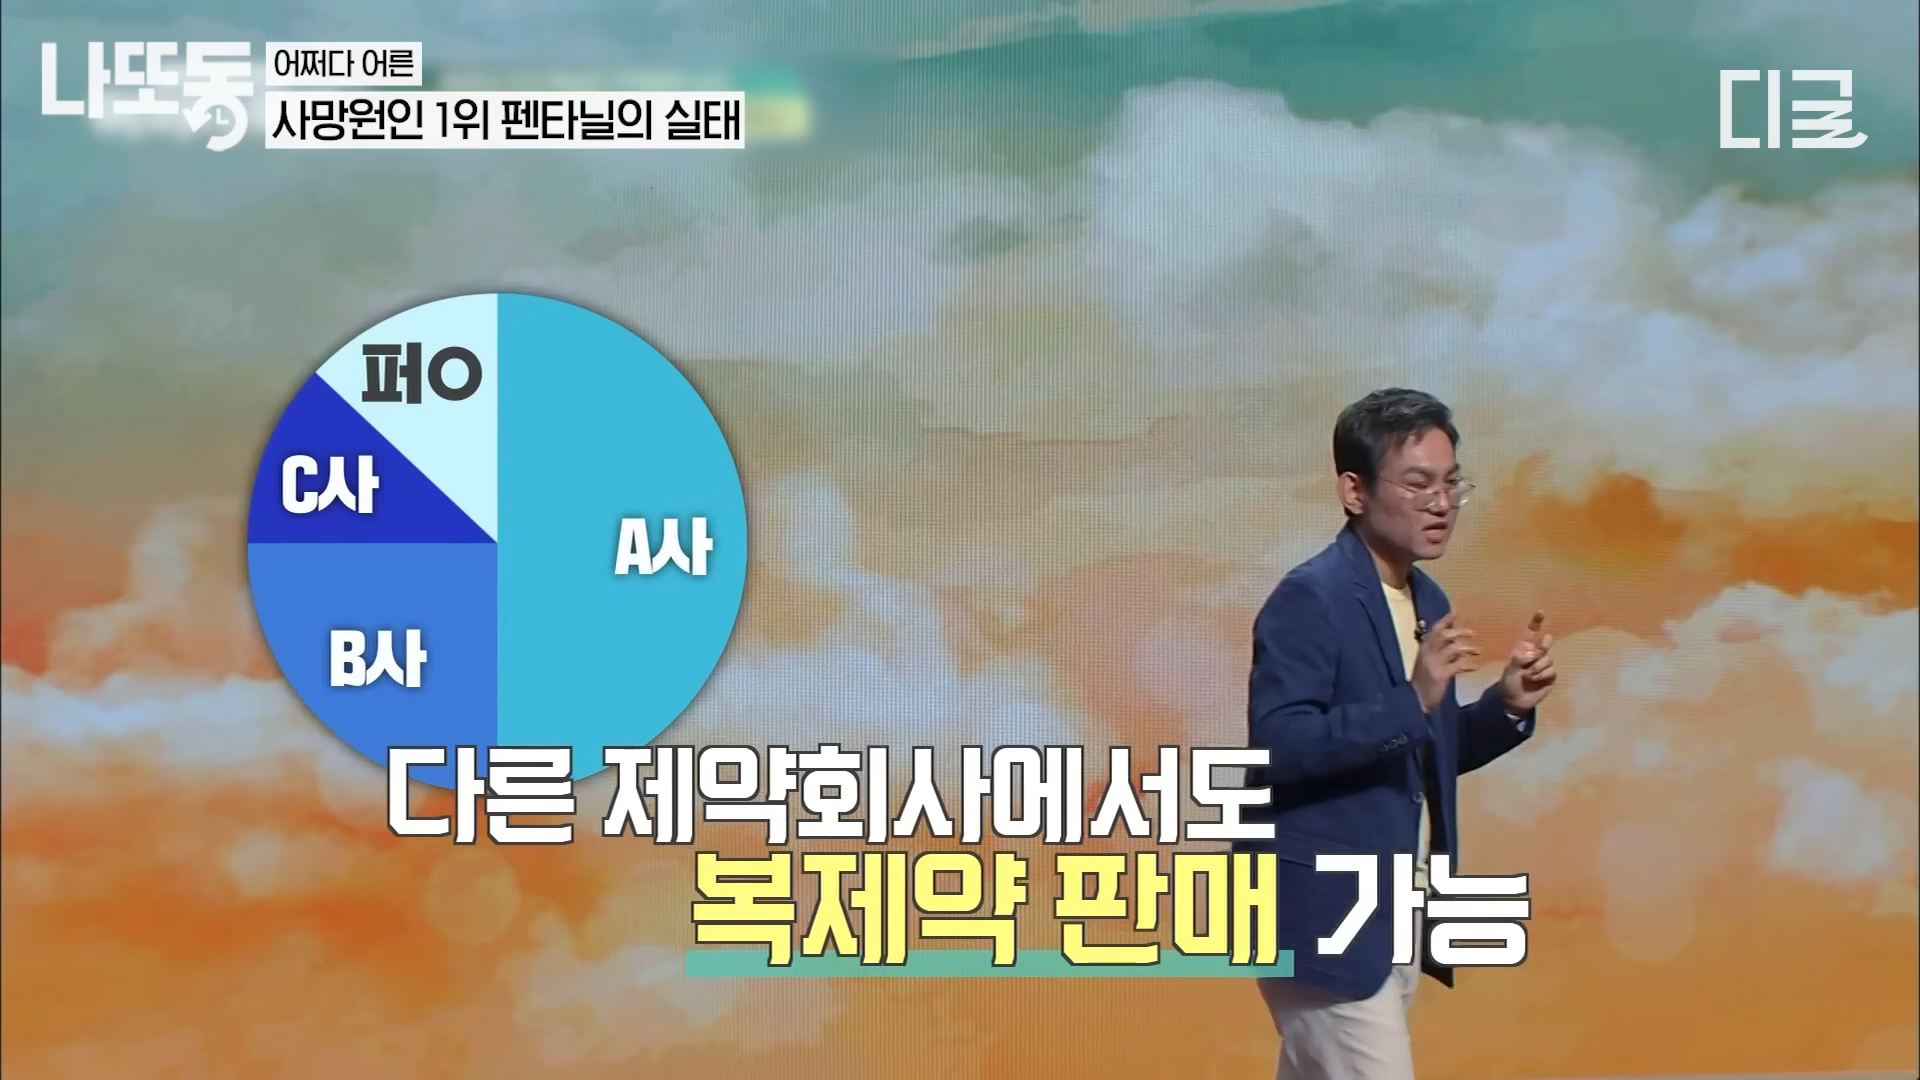 나또동
어쩌다 어른
사망원인 1위 펜타닐의 실태
디글
퍼O
C사
A사
B사
다른 제약회사에서도
복제약 판매 가능